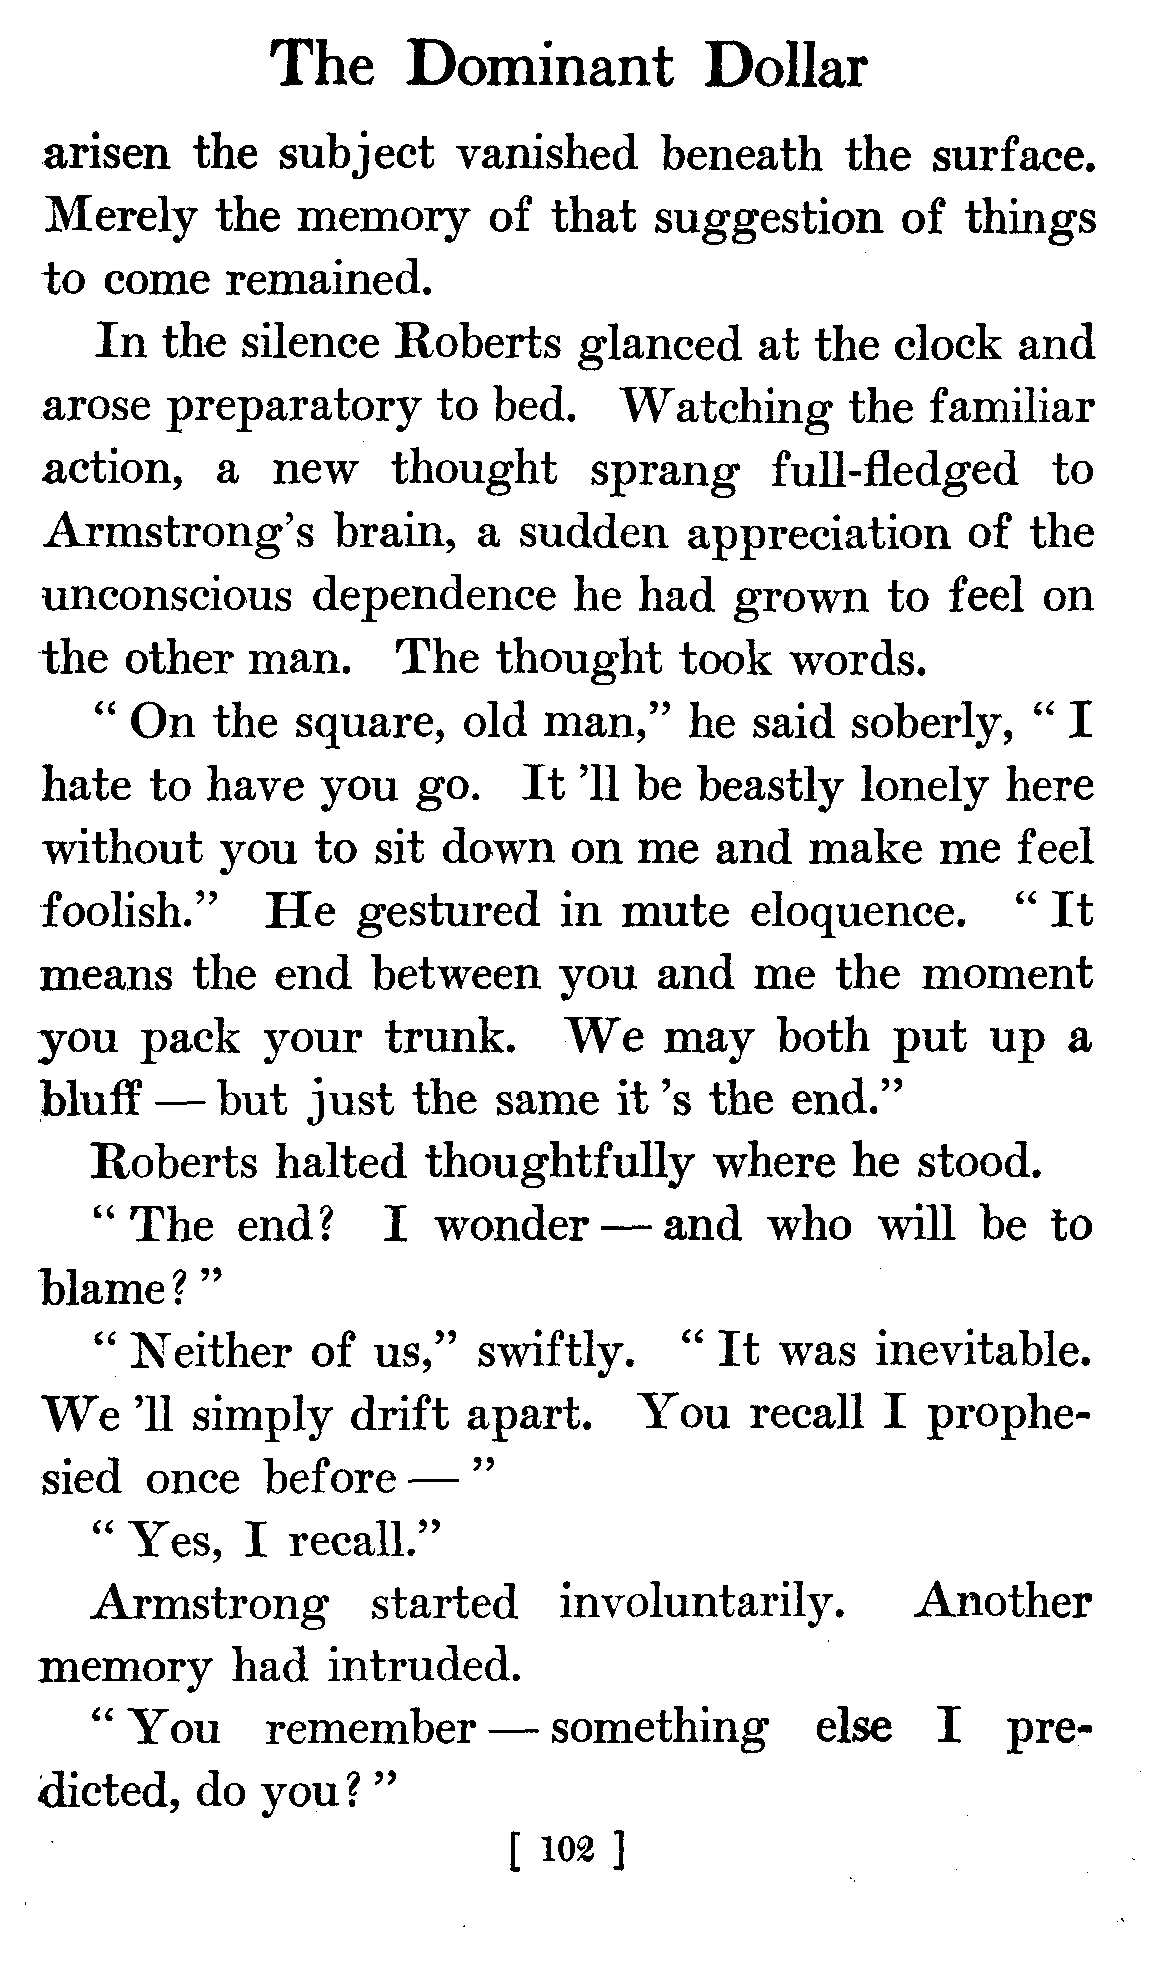 The Dominant Dollar
arisen the subject vanished beneath the surface.
Merely the memory of that suggestion of things
to come remained.
In the silence Roberts glanced at the clock and
arose preparatory to bed. Watching the familiar
action, a new thought sprang full-fledged to
Armstrong's brain, a sudden appreciation of the
unconscious dependence he had grown to feel on
the other man. The thought took words.
“ On the square, old man,” he said soberly, “ I
hate to have you go. It 'll be beastly lonely here
without you to sit down on me and make me feel
foolish.” He gestured in mute eloquence. “ It
means the end between you and me the moment
you pack your trunk. We may both put up a
bluff — but just the same it 's the end.”
Roberts halted thoughtfully where he stood.
“ The end? I wonder — and who will be to
blame? ”
“ Neither of us,” swiftly. “ It was inevitable.
We 'll simply drift apart. You recall I prophe-
sied once before — ”
“ Yes, I recall.”
Armstrong started involuntarily. Another
memory had intruded.
“ You remember — something else I pre-
dicted, do you? ”
[ 102 ]